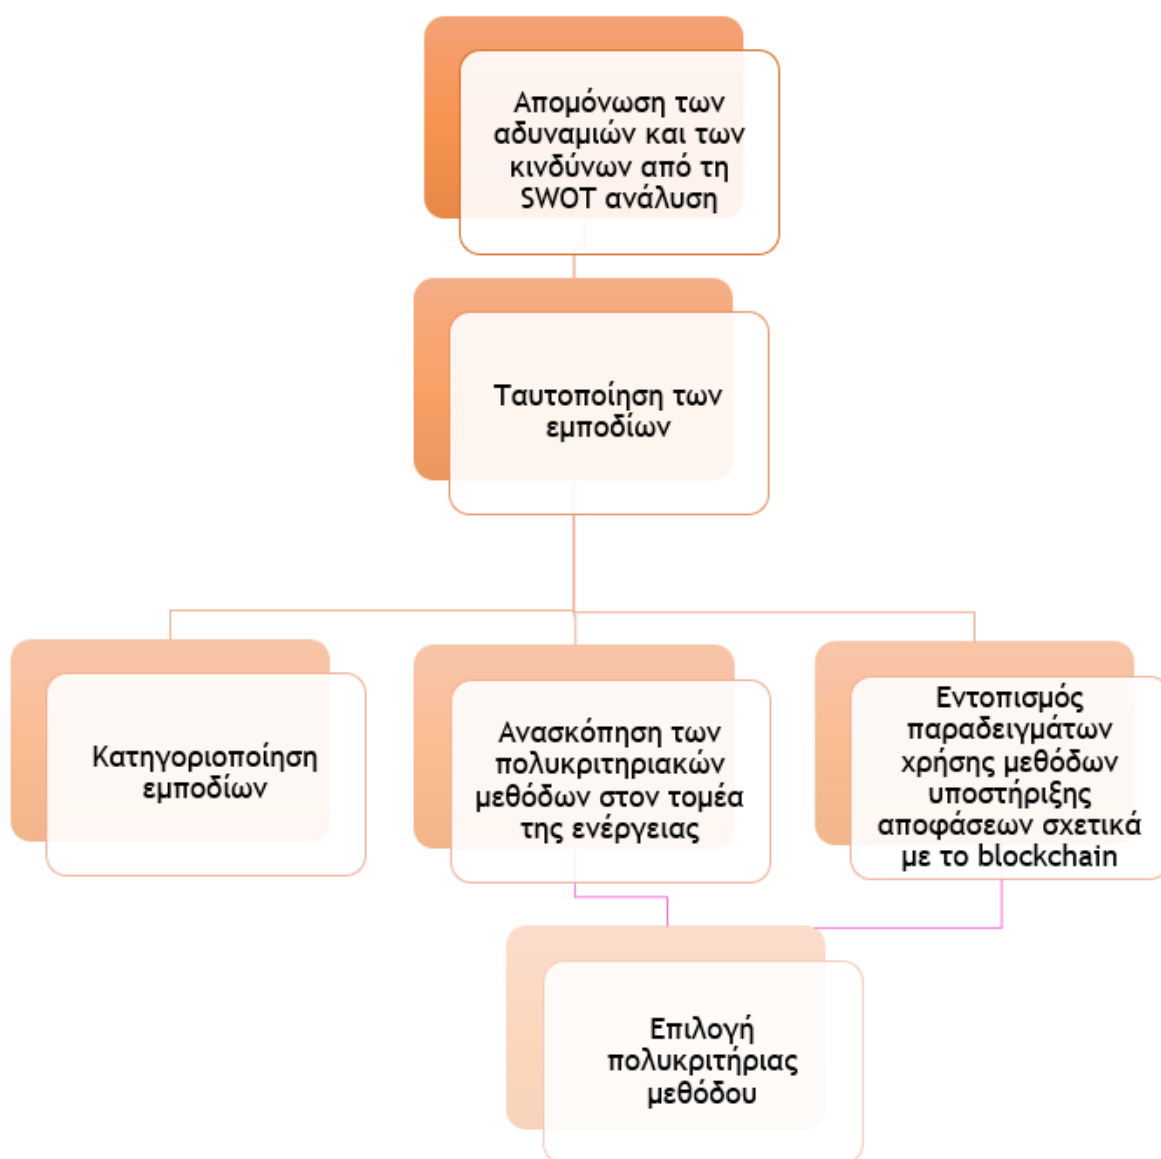 Απομόνωση των
αδυναμιών και των
κινδύνων από τη
SWOT ανάλυση
Ταυτοποίηση των
εμποδίων
Κατηγοριοποίηση
εμποδίων
Ανασκόπηση των
πολυκριτηριακών
μεθόδων στον τομέα
της ενέργειας
Εντοπισμός
παραδειγμάτων
χρήσης μεθόδων
υποστήριξης
αποφάσεων σχετικά
με το blockchain
Επιλογή
πολυκριτήριας
μεθόδου